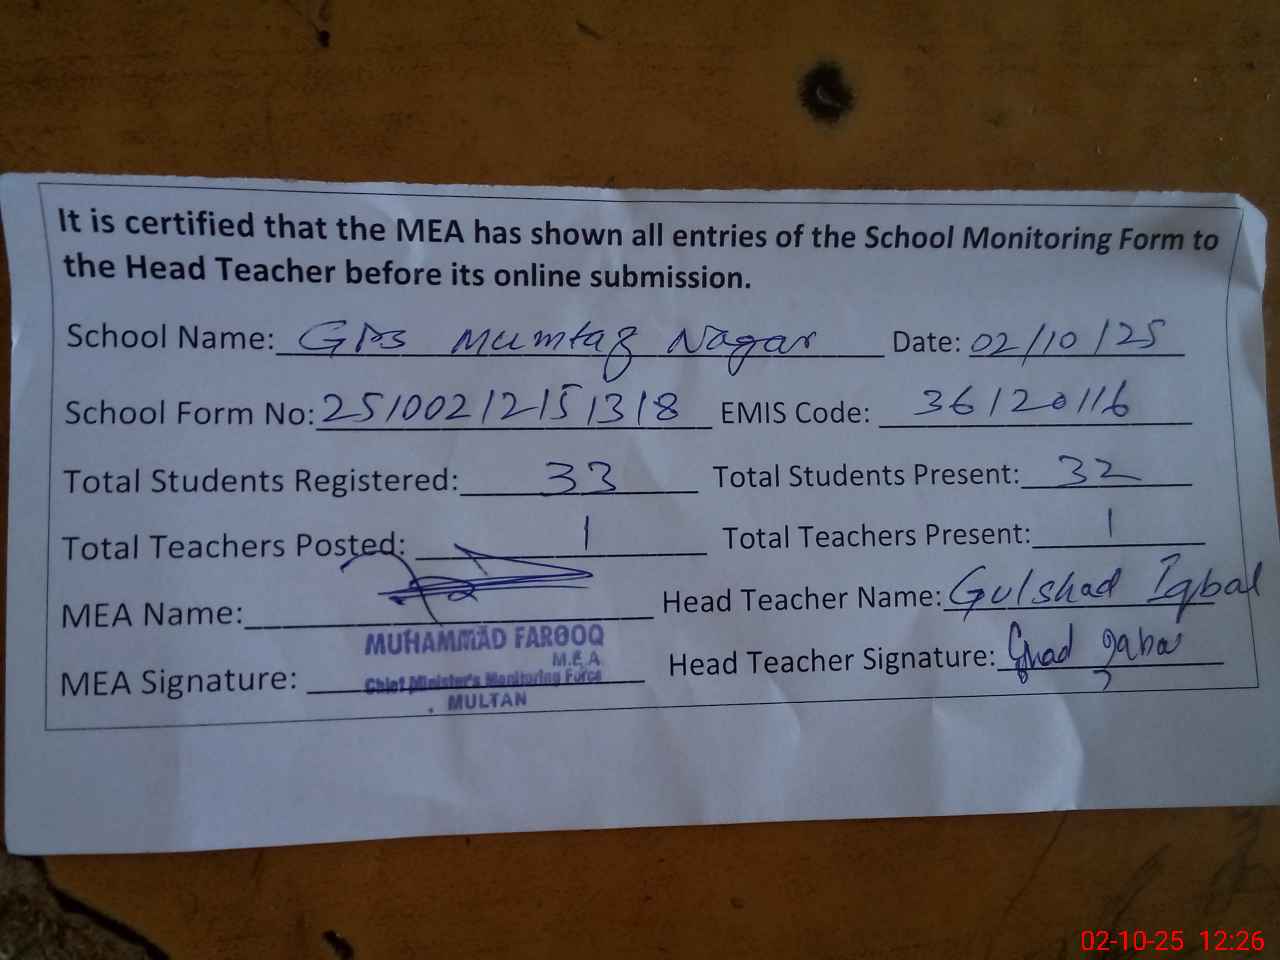 It is certified that the MEA has shown all entries of the School Monitoring Form to
the Head Teacher before its online submission.
School Name: GPS Mumtaz Nagar Date: 02/10/25
School Form No: 25100212151318 EMIS Code: 36120116
Total Students Registered: 33 Total Students Present: 32
Total Teachers Posted: 1 Total Teachers Present: 1
MEA Name: Head Teacher Name: Gulshad Iqbal
MUHAMMAD FAROOQ
M.E.A.
MEA Signature: Head Teacher Signature:
Chief Minister's Monitoring Force
MULTAN
02-10-25 12:26